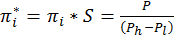 π_i^* = π_i * S = P / (P_h − P_l)